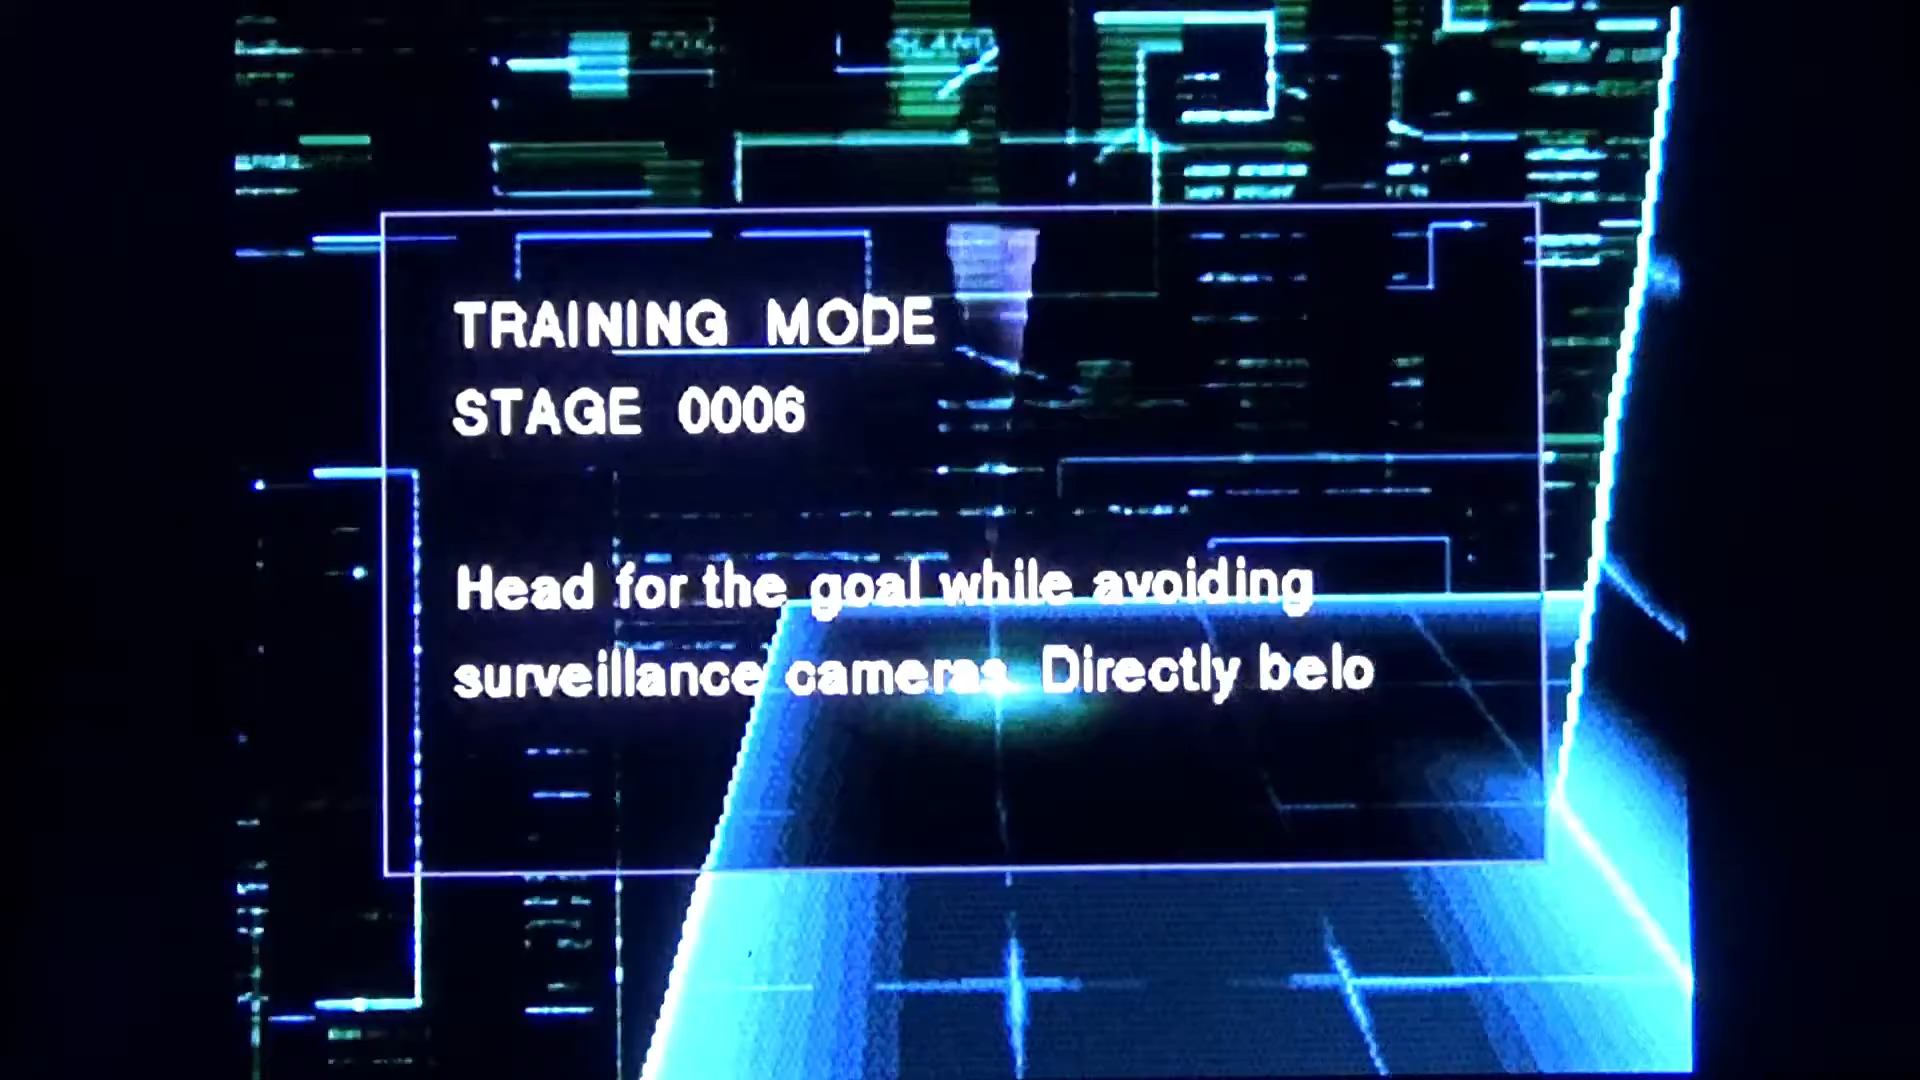 TRAINING MODE
STAGE 0006
Head for the goal while avoiding
surveillance cameras. Directly belo